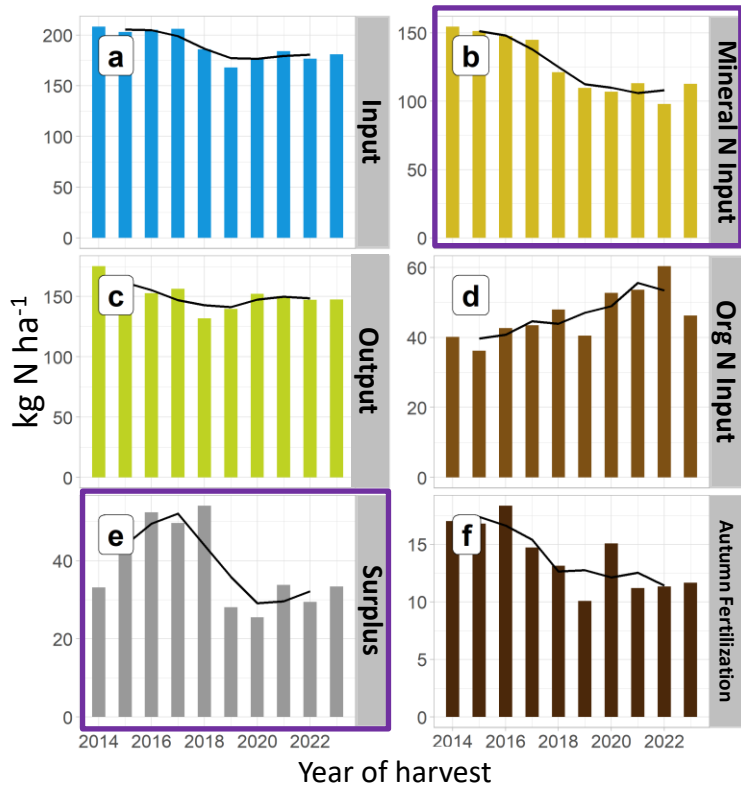 kg N ha⁻¹
200
150
100
50
0
a
Input
150
100
50
0
b
Mineral N Input
150
100
50
0
c
Output
60
40
20
0
d
Org N Input
40
20
0
e
Surplus
15
10
5
0
f
Autumn Fertilization
2014 2016 2018 2020 2022
2014 2016 2018 2020 2022
Year of harvest